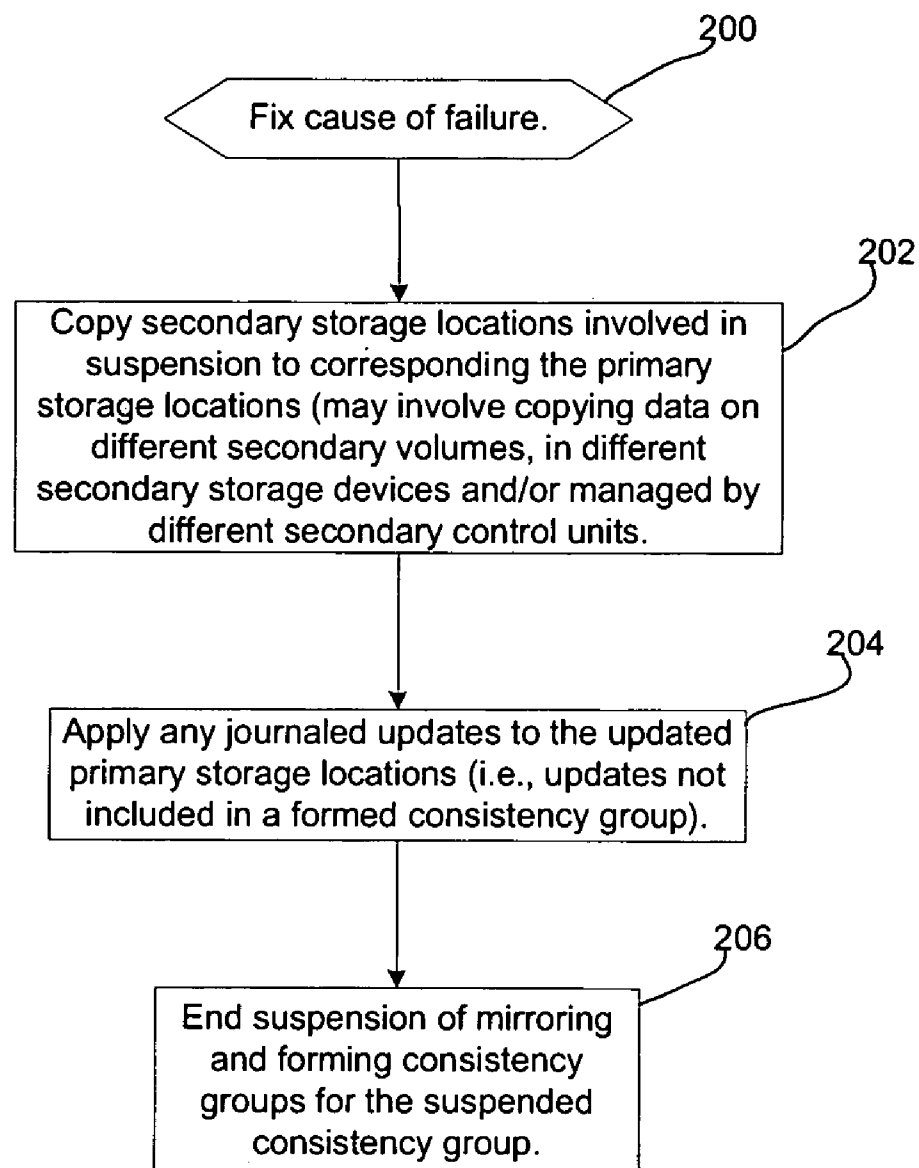 200
Fix cause of failure.
202
Copy secondary storage locations involved in
suspension to corresponding the primary
storage locations (may involve copying data on
different secondary volumes, in different
secondary storage devices and/or managed by
different secondary control units.
204
Apply any journaled updates to the updated
primary storage locations (i.e., updates not
included in a formed consistency group).
206
End suspension of mirroring
and forming consistency
groups for the suspended
consistency group.